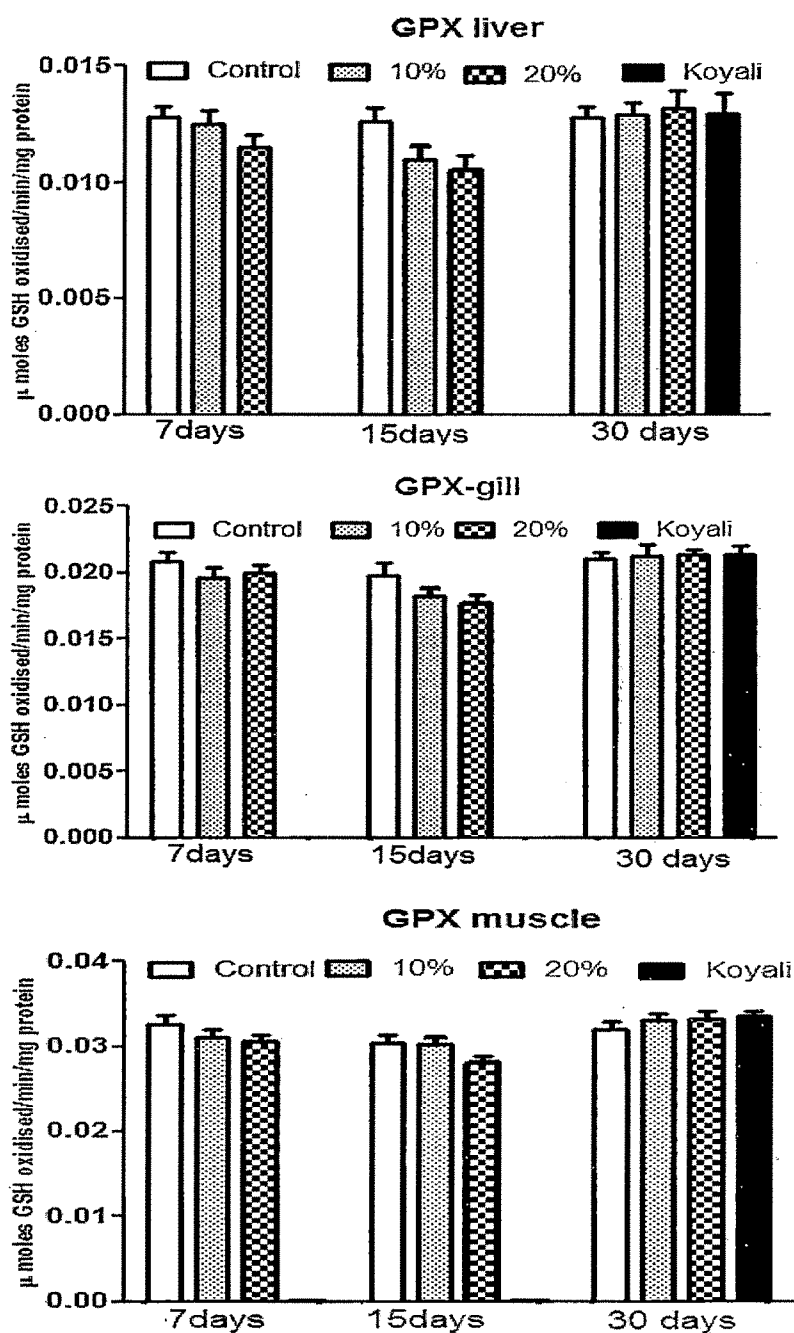 GPX liver
Control 10% 20% Koyali
μ moles GSH oxidised/min/mg protein
0.015
0.010
0.005
0.000
7days 15days 30 days
GPX-gill
Control 10% 20% Koyali
μ moles GSH oxidised/min/mg protein
0.025
0.020
0.015
0.010
0.005
0.000
7days 15days 30 days
GPX muscle
Control 10% 20% Koyali
μ moles GSH oxidised/min/mg protein
0.04
0.03
0.02
0.01
0.00
7days 15days 30 days